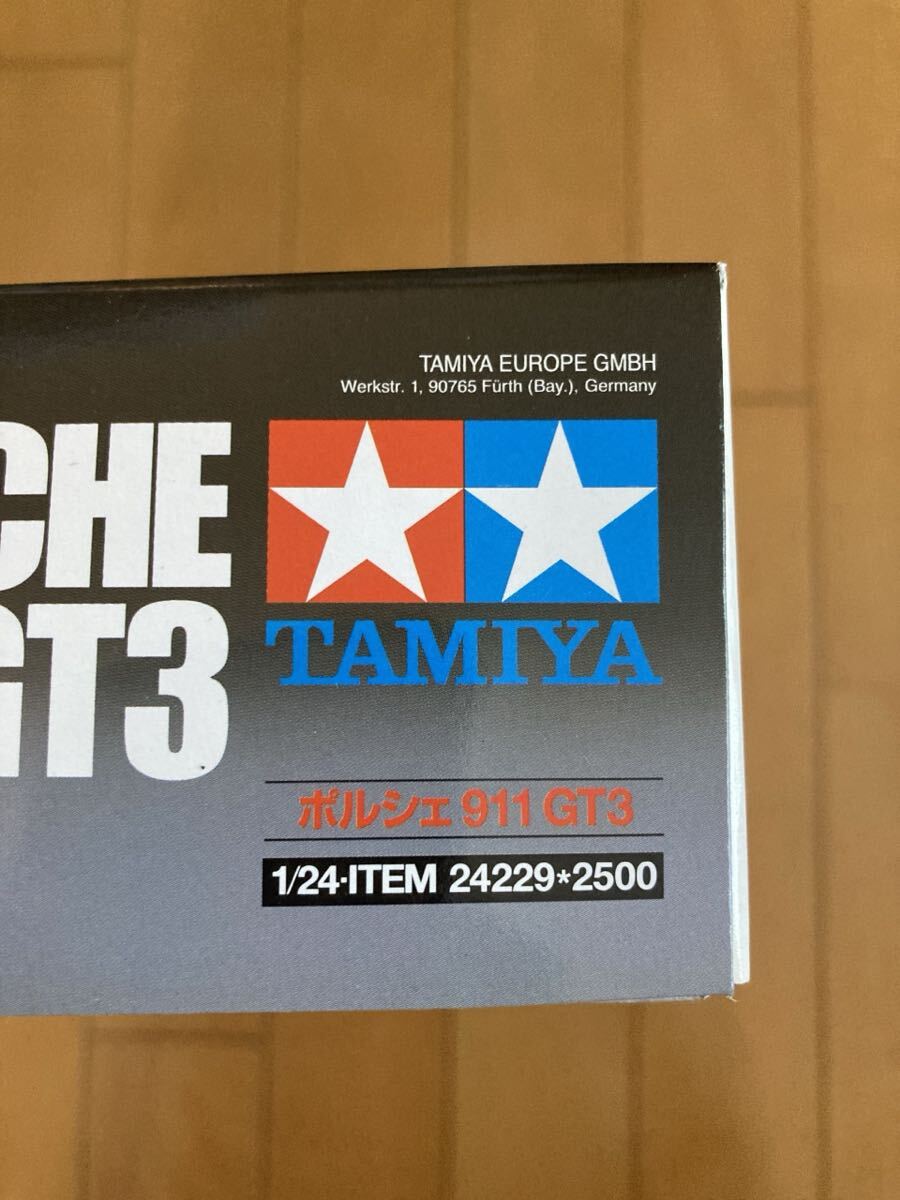 TAMIYA EUROPE GMBH
Werkstr. 1, 90765 Fürth (Bay.), Germany
CHE
GT3
TAMIYA
ポルシェ 911 GT3
1/24·ITEM 24229*2500